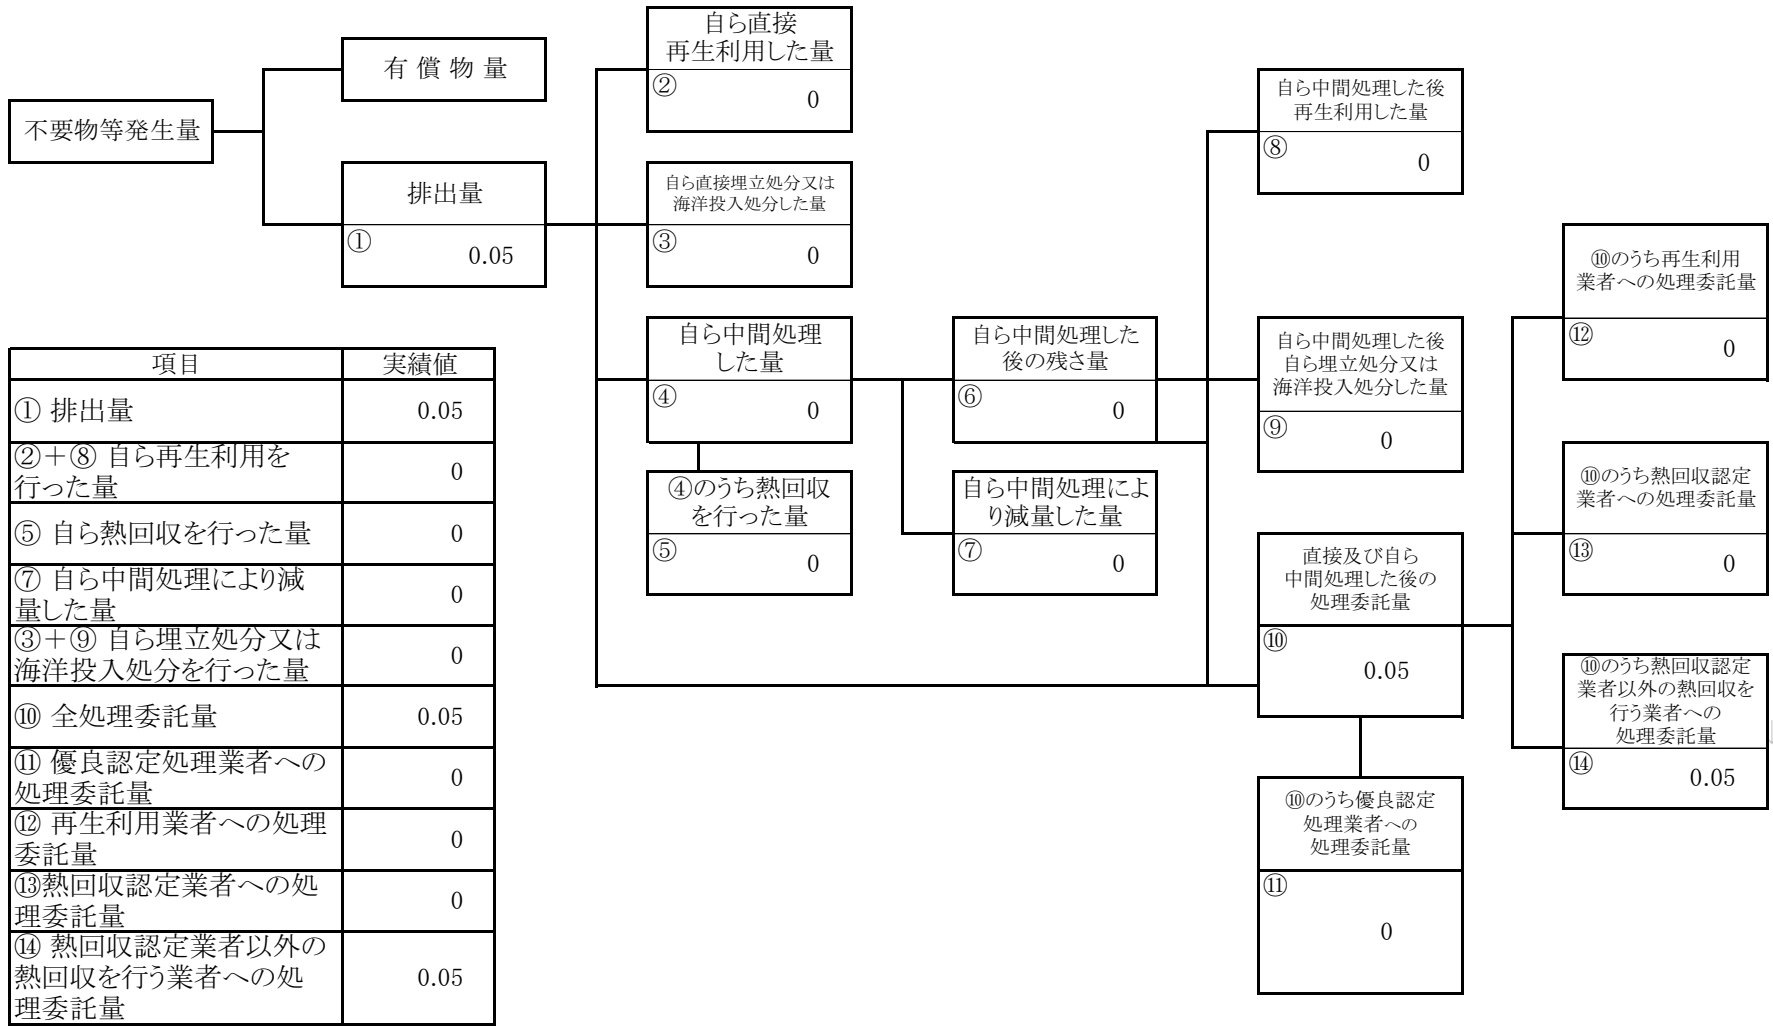 不要物等発生量
有 償 物 量
排出量
①
0.05
自ら直接
再生利用した量
②
0
自ら直接埋立処分又は
海洋投入処分した量
③
0
自ら中間処理
した量
④
0
④のうち熱回収
を行った量
⑤
0
自ら中間処理した
後の残さ量
⑥
0
自ら中間処理によ
り減量した量
⑦
0
自ら中間処理した後
再生利用した量
⑧
0
自ら中間処理した後
自ら埋立処分又は
海洋投入処分した量
⑨
0
直接及び自ら
中間処理した後の
処理委託量
⑩
0.05
⑩のうち優良認定
処理業者への
処理委託量
⑪
0
⑩のうち再生利用
業者への処理委託量
⑫
0
⑩のうち熱回収認定
業者への処理委託量
⑬
0
⑩のうち熱回収認定
業者以外の熱回収を
行う業者への
処理委託量
⑭
0.05
項目 実績値
① 排出量 0.05
②＋⑧ 自ら再生利用を
行った量
0
⑤ 自ら熱回収を行った量 0
⑦ 自ら中間処理により減
量した量
0
③＋⑨ 自ら埋立処分又は
海洋投入処分を行った量
0
⑩ 全処理委託量 0.05
⑪ 優良認定処理業者への
処理委託量
0
⑫ 再生利用業者への処理
委託量
0
⑬熱回収認定業者への処
理委託量
0
⑭ 熱回収認定業者以外の
熱回収を行う業者への処
理委託量
0.05